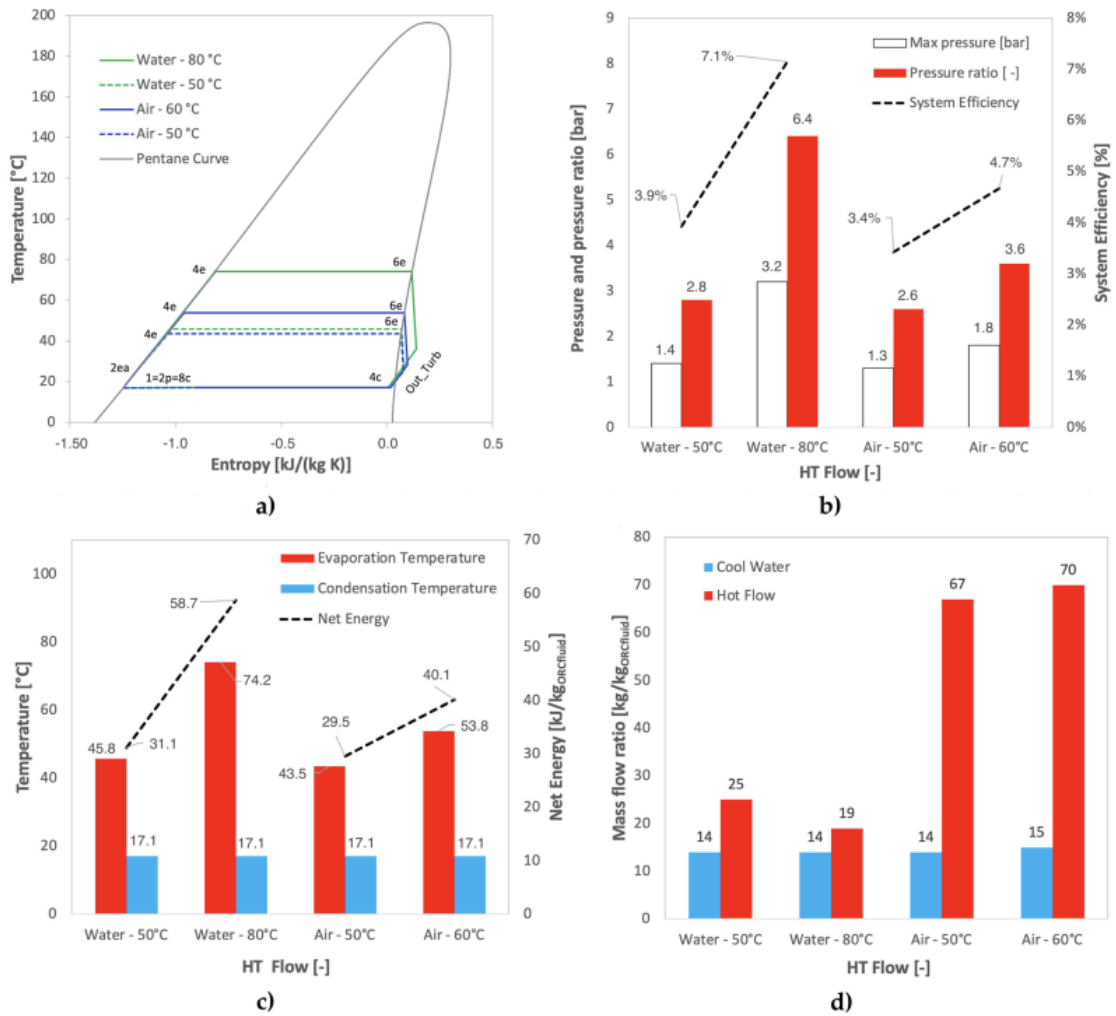 200
180
160
140
120
100
80
60
40
20
0
Temperature [°C]
Water - 80 °C
Water - 50 °C
Air - 60 °C
Air - 50 °C
Pentane Curve
4e
6e
4e
6e
4e
6e
2ea
1=2p=8c
4c
Out_Turb
-1.50
-1.0
-0.5
0.0
0.5
Entropy [kJ/(kg K)]
a)
9
8
7
6
5
4
3
2
1
0
Pressure and pressure ratio [bar]
Max pressure [bar]
Pressure ratio [ -]
System Efficiency
3.9%
7.1%
3.4%
4.7%
1.4
2.8
3.2
6.4
1.3
2.6
1.8
3.6
8%
7%
6%
5%
4%
3%
2%
1%
0%
System Efficiency [%]
Water - 50°C
Water - 80°C
Air - 50°C
Air - 60°C
HT Flow [-]
b)
100
80
60
40
20
0
Temperature [°C]
Evaporation Temperature
Condensation Temperature
Net Energy
58.7
45.8
31.1
74.2
29.5
43.5
40.1
53.8
17.1
17.1
17.1
17.1
70
60
50
40
30
20
10
0
Net Energy [kJ/kgORCfluid]
Water - 50°C
Water - 80°C
Air - 50°C
Air - 60°C
HT Flow [-]
c)
80
70
60
50
40
30
20
10
0
Mass flow ratio [kg/kgORCfluid]
Cool Water
Hot Flow
14
25
14
19
14
67
15
70
Water - 50°C
Water - 80°C
Air - 50°C
Air - 60°C
HT Flow [-]
d)